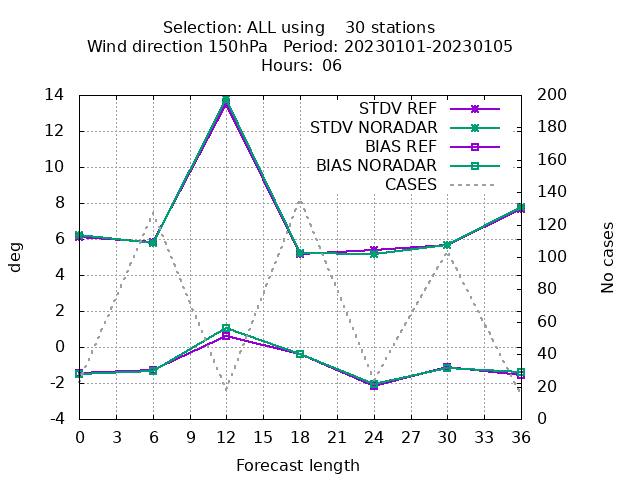 Selection: ALL using    30 stations
Wind direction 150hPa   Period: 20230101-20230105
Hours: 06
STDV REF
STDV NORADAR
BIAS REF
BIAS NORADAR
CASES
14
12
10
8
6
4
2
0
-2
-4
deg
200
180
160
140
120
100
80
60
40
20
0
No cases
0 3 6 9 12 15 18 21 24 27 30 33 36
Forecast length